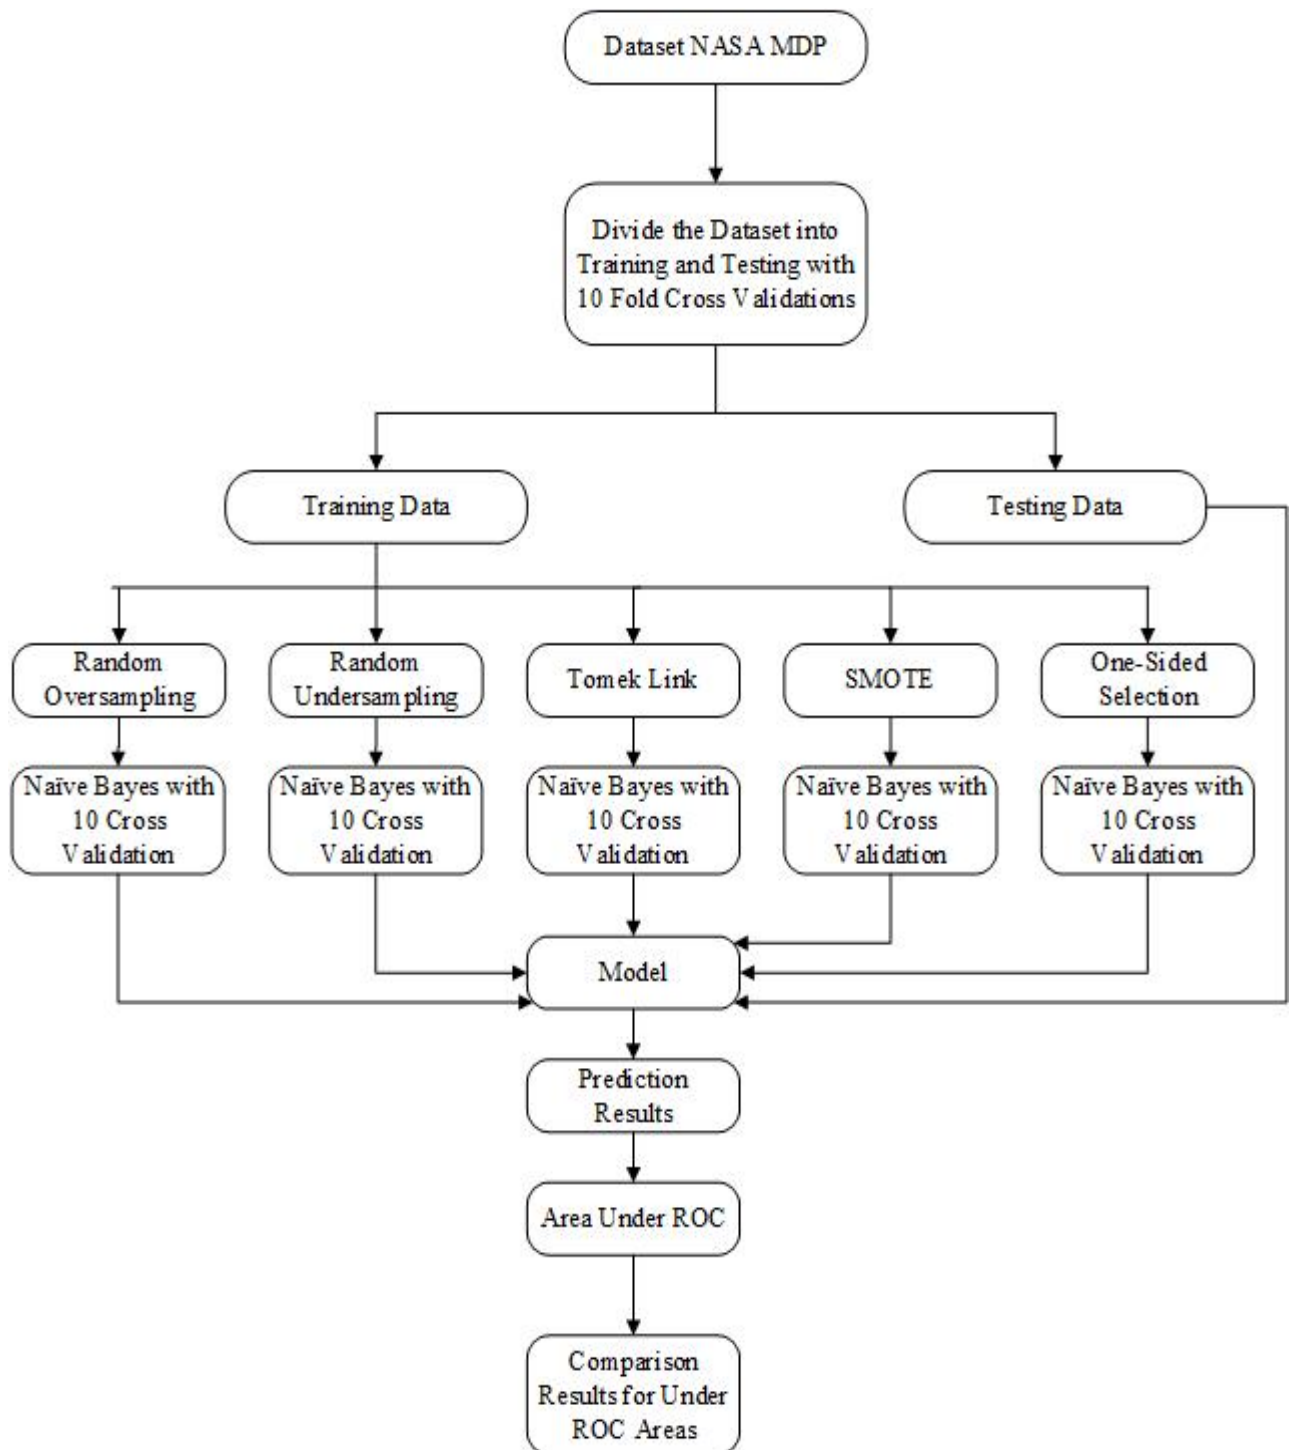 Dataset NASA MDP
Divide the Dataset into
Training and Testing with
10 Fold Cross Validations
Training Data
Testing Data
Random
Oversampling
Random
Undersampling
Tomek Link
SMOTE
One-Sided
Selection
Naïve Bayes with
10 Cross
Validation
Naïve Bayes with
10 Cross
Validation
Naïve Bayes with
10 Cross
Validation
Naïve Bayes with
10 Cross
Validation
Naïve Bayes with
10 Cross
Validation
Model
Prediction
Results
Area Under ROC
Comparison
Results for Under
ROC Areas